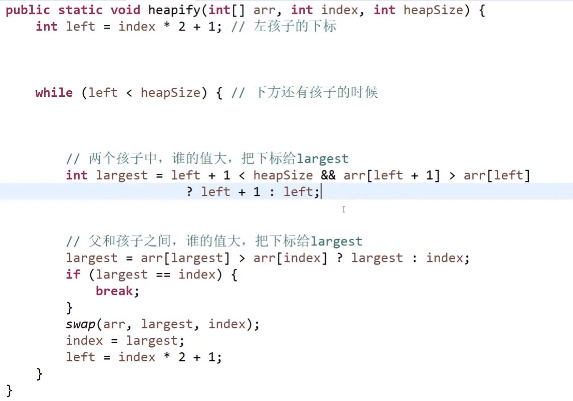 public static void heapify(int[] arr, int index, int heapSize) {
int left = index * 2 + 1; // 左孩子的下标
while (left < heapSize) { // 下方还有孩子的时候
// 两个孩子中，谁的值大，把下标给largest
int largest = left + 1 < heapSize && arr[left + 1] > arr[left]
? left + 1 : left;
// 父和孩子之间，谁的值大，把下标给largest
largest = arr[largest] > arr[index] ? largest : index;
if (largest == index) {
break;
}
swap(arr, largest, index);
index = largest;
left = index * 2 + 1;
}
}